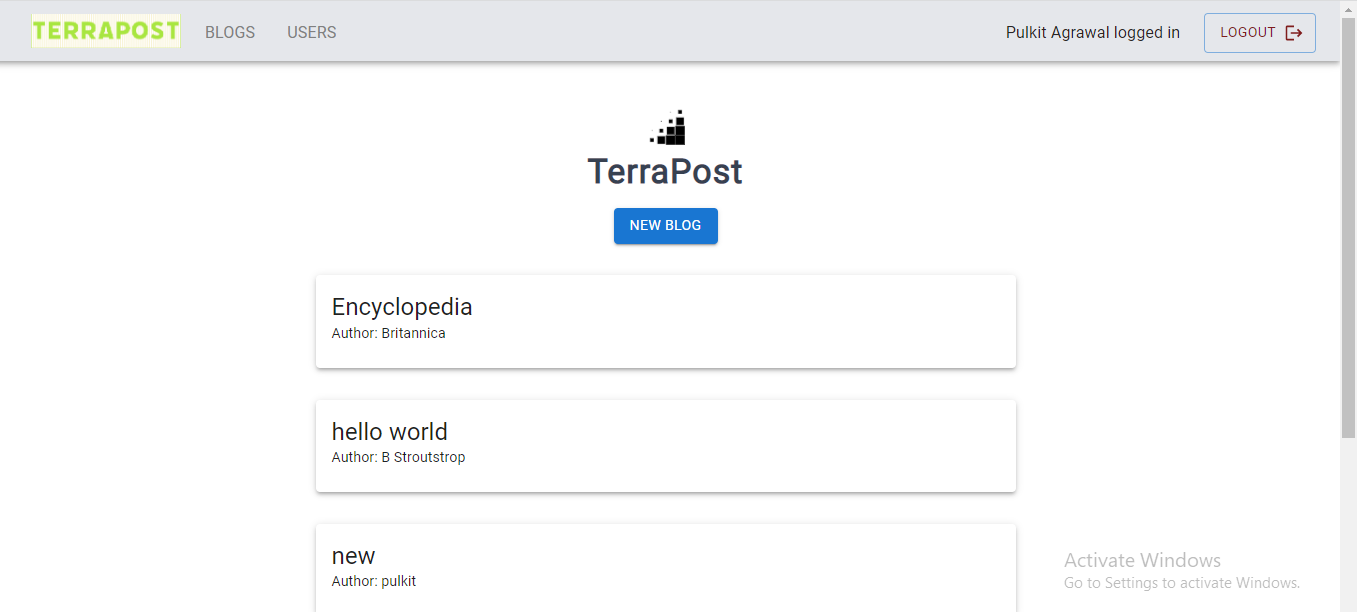 TERRAPOST BLOGS USERS Pulkit Agrawal logged in LOGOUT
TerraPost
NEW BLOG
Encyclopedia
Author: Britannica
hello world
Author: B Stroutstrop
new
Author: pulkit
Activate Windows
Go to Settings to activate Windows.